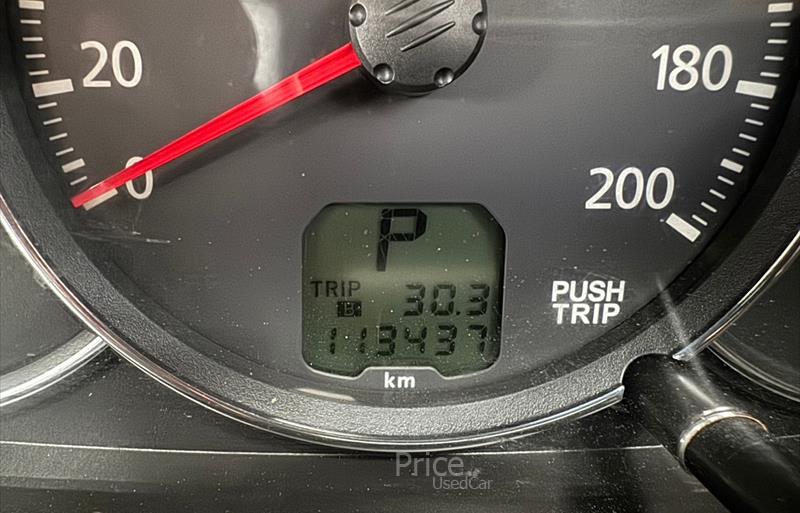 20
180
0
200
P
TRIP
B 30.3
113437
km
PUSH
TRIP
Price
UsedCar